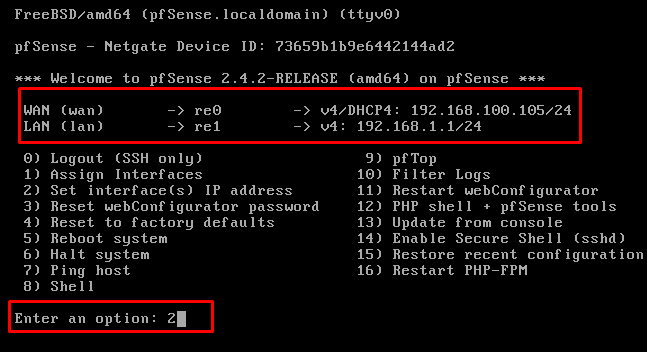 FreeBSD/amd64 (pfSense.localdomain) (ttyv0)
pfSense - Netgate Device ID: 73659b1b9e6442144ad2
*** Welcome to pfSense 2.4.2-RELEASE (amd64) on pfSense ***
WAN (wan) -> re0 -> v4/DHCP4: 192.168.100.105/24
LAN (lan) -> re1 -> v4: 192.168.1.1/24
0) Logout (SSH only) 9) pfTop
1) Assign Interfaces 10) Filter Logs
2) Set interface(s) IP address 11) Restart webConfigurator
3) Reset webConfigurator password 12) PHP shell + pfSense tools
4) Reset to factory defaults 13) Update from console
5) Reboot system 14) Enable Secure Shell (sshd)
6) Halt system 15) Restore recent configuration
7) Ping host 16) Restart PHP-FPM
8) Shell
Enter an option: 2